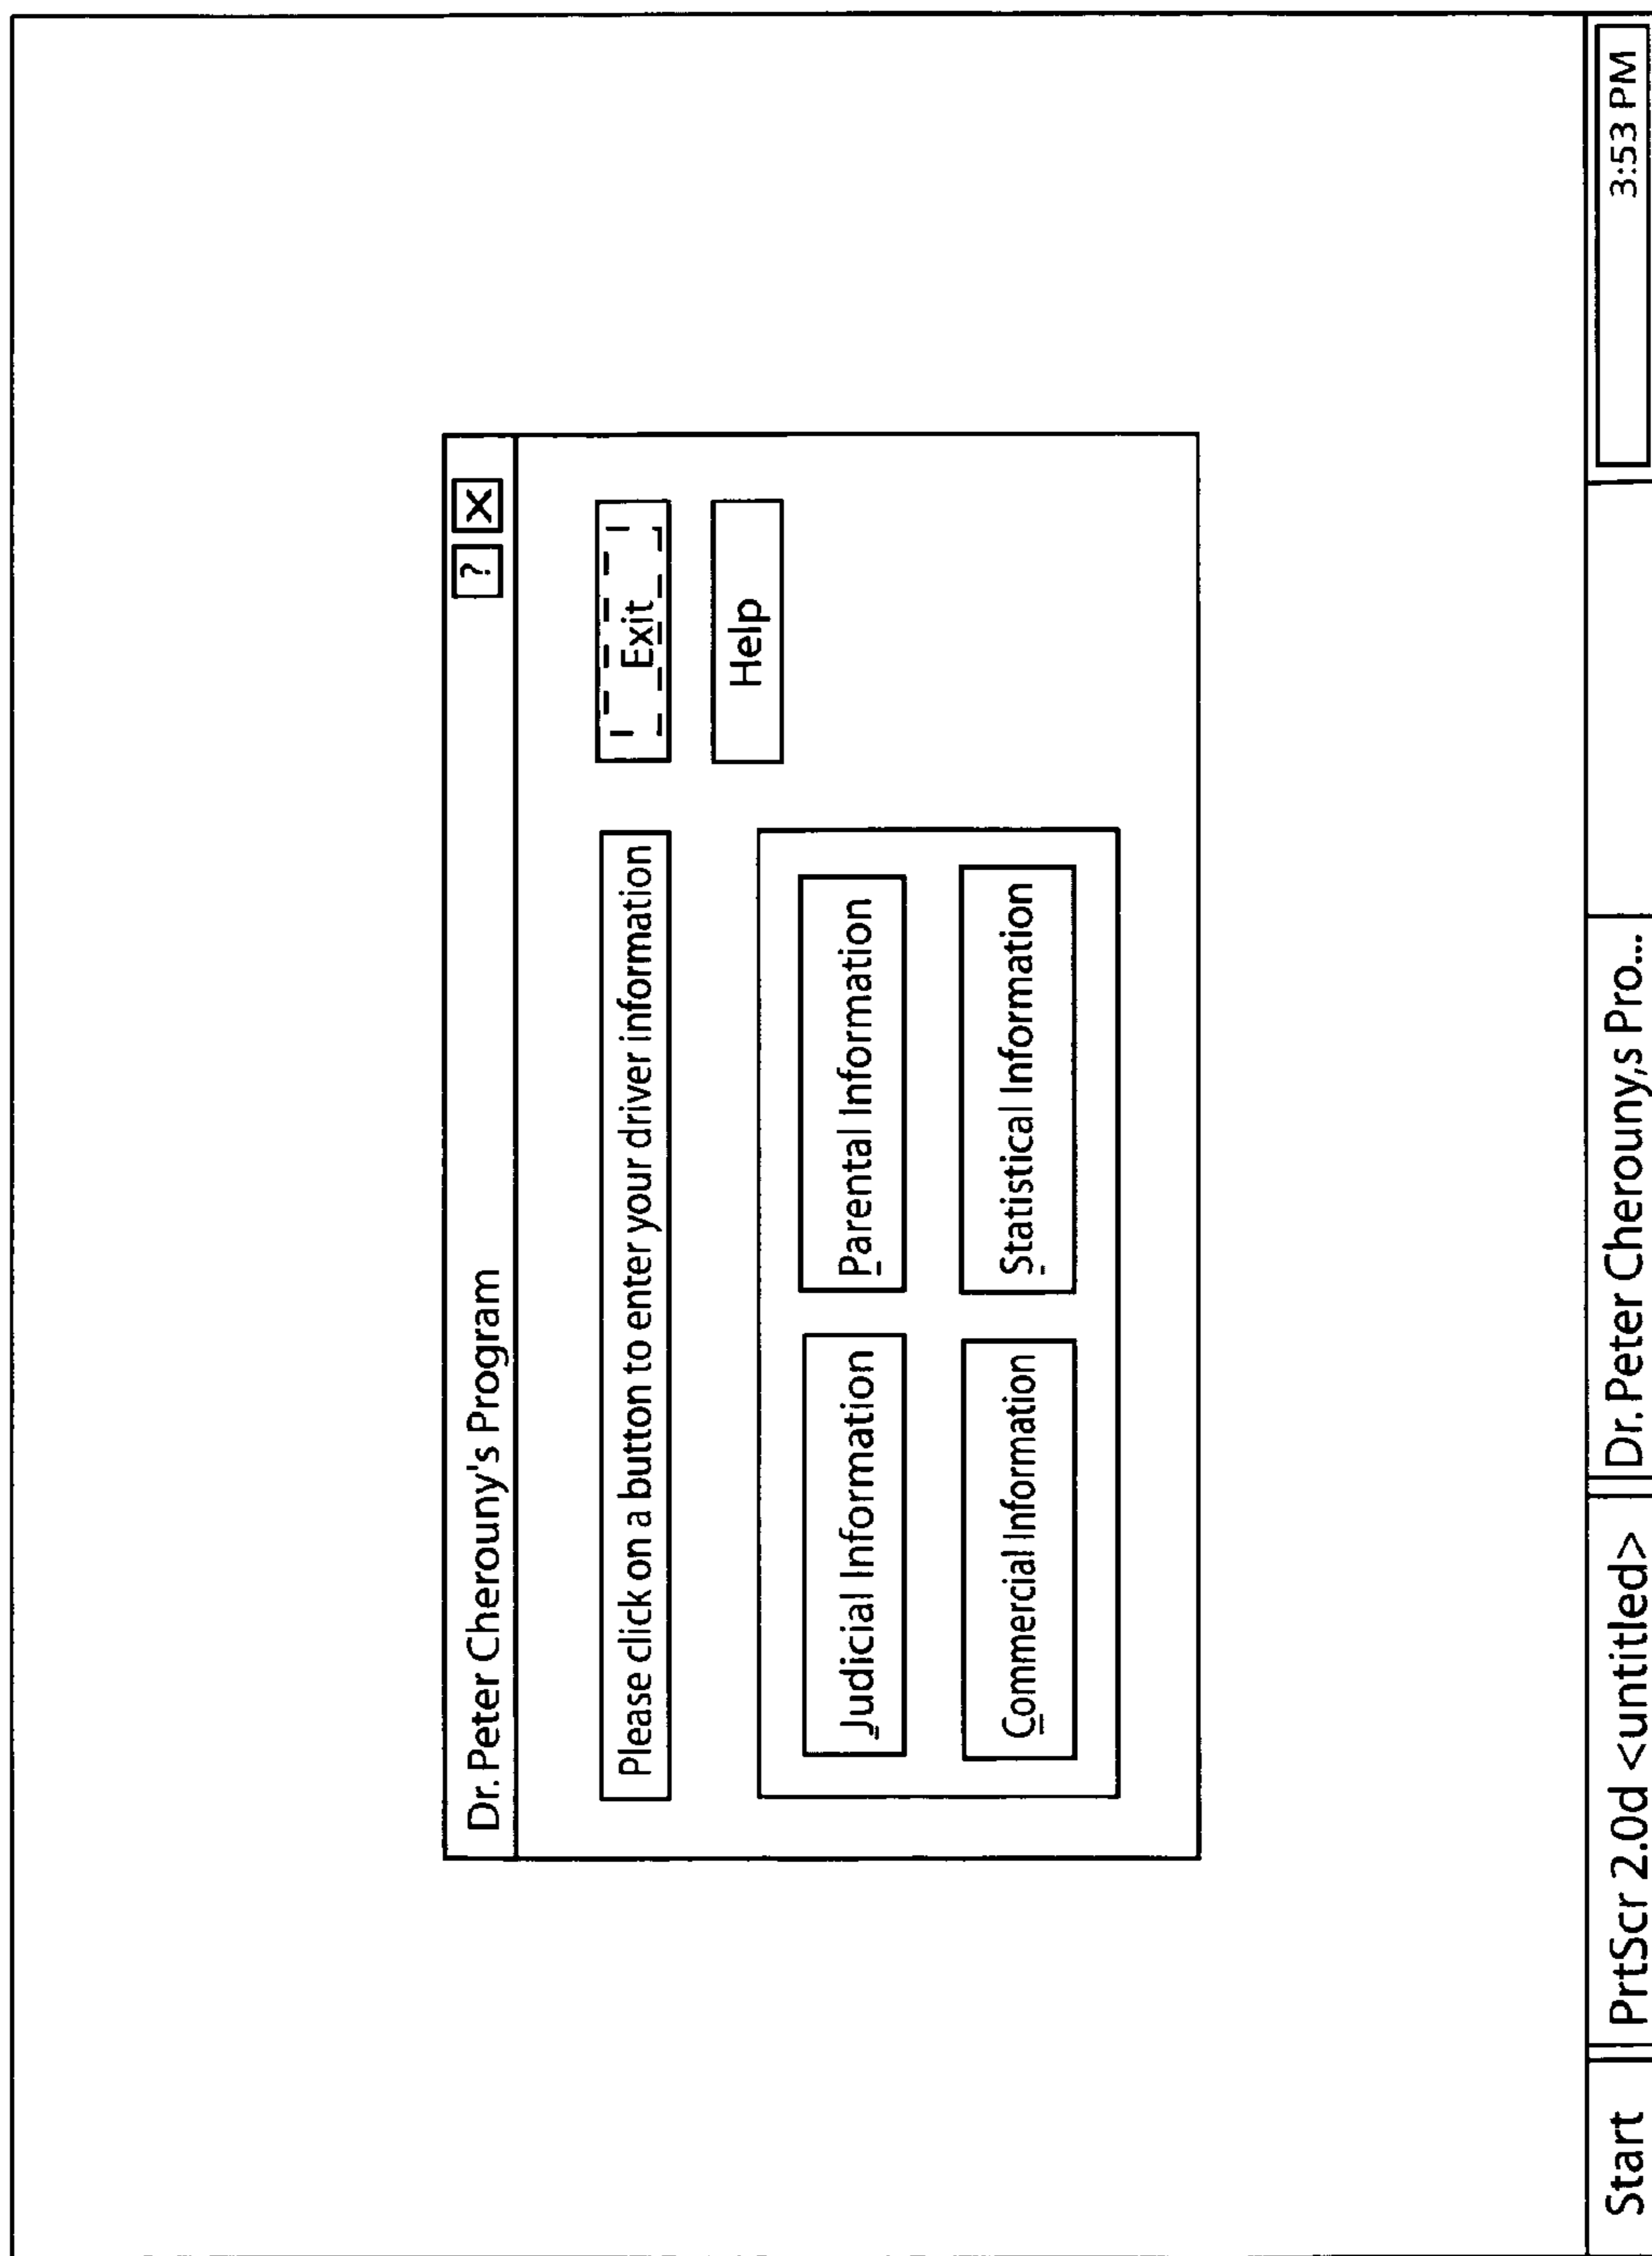 Dr. Peter Cherouny's Program
? X
Please click on a button to enter your driver information
Exit
Help
Judicial Information
Parental Information
Commercial Information
Statistical Information
Start
PrtScr 2.0d <untitled>
Dr. Peter Cherouny,s Pro...
3:53 PM